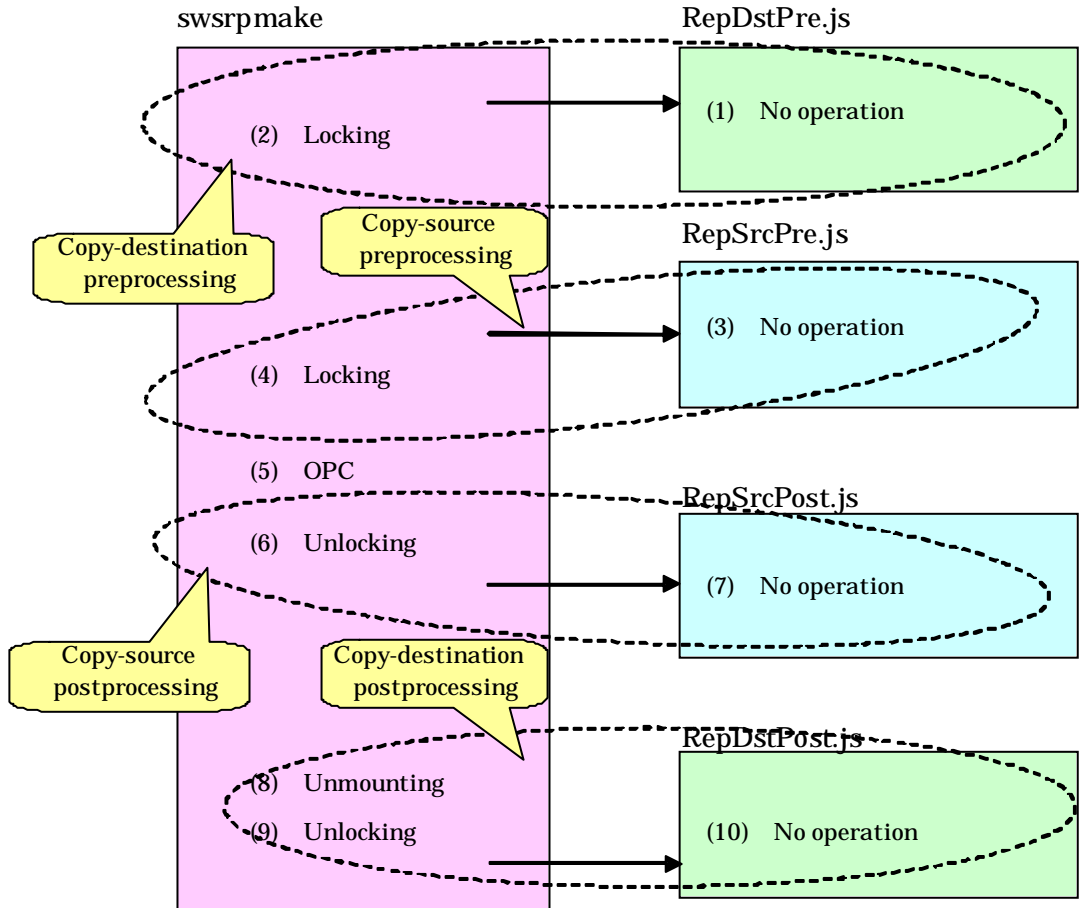 swsrpmake
RepDstPre.js
(1) No operation
(2) Locking
Copy-destination
preprocessing
Copy-source
preprocessing
RepSrcPre.js
(3) No operation
(4) Locking
(5) OPC
RepSrcPost.js
(6) Unlocking
(7) No operation
Copy-source
postprocessing
Copy-destination
postprocessing
RepDstPost.js
(8) Unmounting
(9) Unlocking
(10) No operation